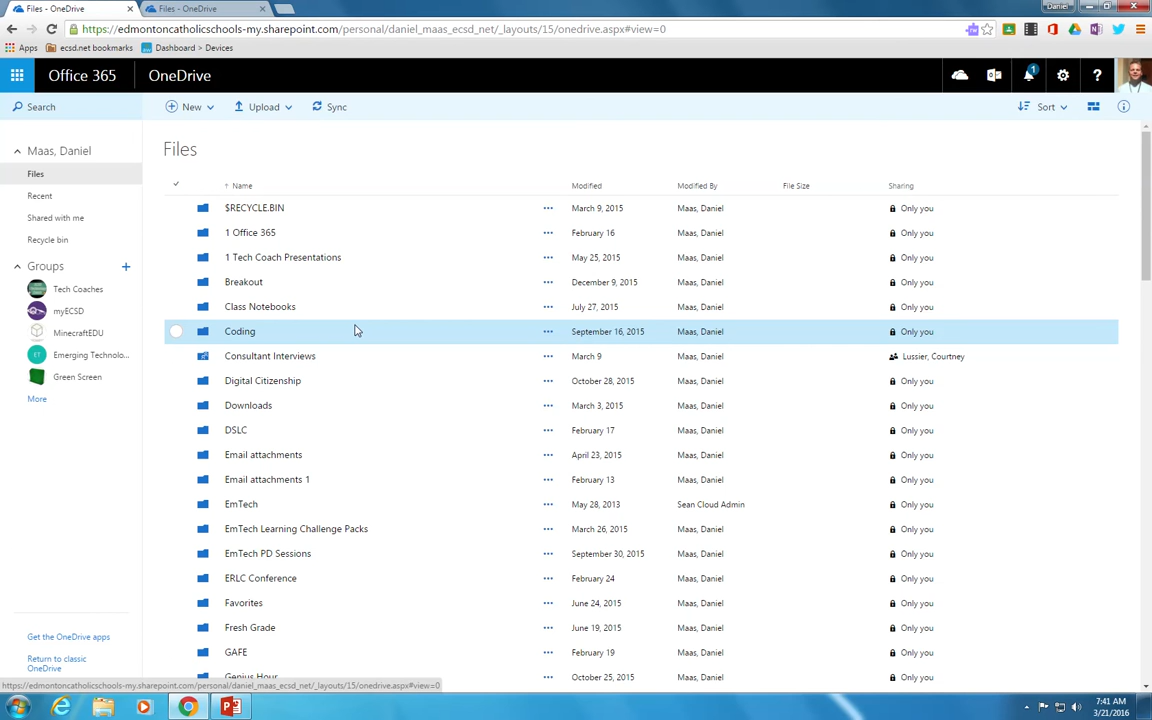 Files - OneDrive
Files - OneDrive
Daniel
https://edmontoncatholicschools-my.sharepoint.com/personal/daniel_maas_ecsd_net/_layouts/15/onedrive.aspx#view=0
Apps ecsd.net bookmarks Dashboard > Devices
Office 365 OneDrive 1 ?
Search New Upload Sync Sort
Maas, Daniel
Files
Recent
Shared with me
Recycle bin
Groups +
Tech Coaches
myECSD
MinecraftEDU
ET Emerging Technolo...
Green Screen
More
Get the OneDrive apps
Return to classic
OneDrive
Files
Name Modified Modified By File Size Sharing
$RECYCLE.BIN ... March 9, 2015 Maas, Daniel Only you
1 Office 365 ... February 16 Maas, Daniel Only you
1 Tech Coach Presentations ... May 25, 2015 Maas, Daniel Only you
Breakout ... December 9, 2015 Maas, Daniel Only you
Class Notebooks ... July 27, 2015 Maas, Daniel Only you
Coding ... September 16, 2015 Maas, Daniel Only you
Consultant Interviews ... March 9 Maas, Daniel Lussier, Courtney
Digital Citizenship ... October 28, 2015 Maas, Daniel Only you
Downloads ... March 3, 2015 Maas, Daniel Only you
DSLC ... February 17 Maas, Daniel Only you
Email attachments ... April 23, 2015 Maas, Daniel Only you
Email attachments 1 ... February 13 Maas, Daniel Only you
EmTech ... May 28, 2013 Sean Cloud Admin Only you
EmTech Learning Challenge Packs ... March 26, 2015 Maas, Daniel Only you
EmTech PD Sessions ... September 30, 2015 Maas, Daniel Only you
ERLC Conference ... February 24 Maas, Daniel Only you
Favorites ... June 24, 2015 Maas, Daniel Only you
Fresh Grade ... June 19, 2015 Maas, Daniel Only you
GAFE ... February 19 Maas, Daniel Only you
Genius Hour ... October 25, 2015 Maas, Daniel Only you
https://edmontoncatholicschools-my.sharepoint.com/personal/daniel_maas_ecsd_net/_layouts/15/onedrive.aspx#view=0
7:41 AM
3/21/2016